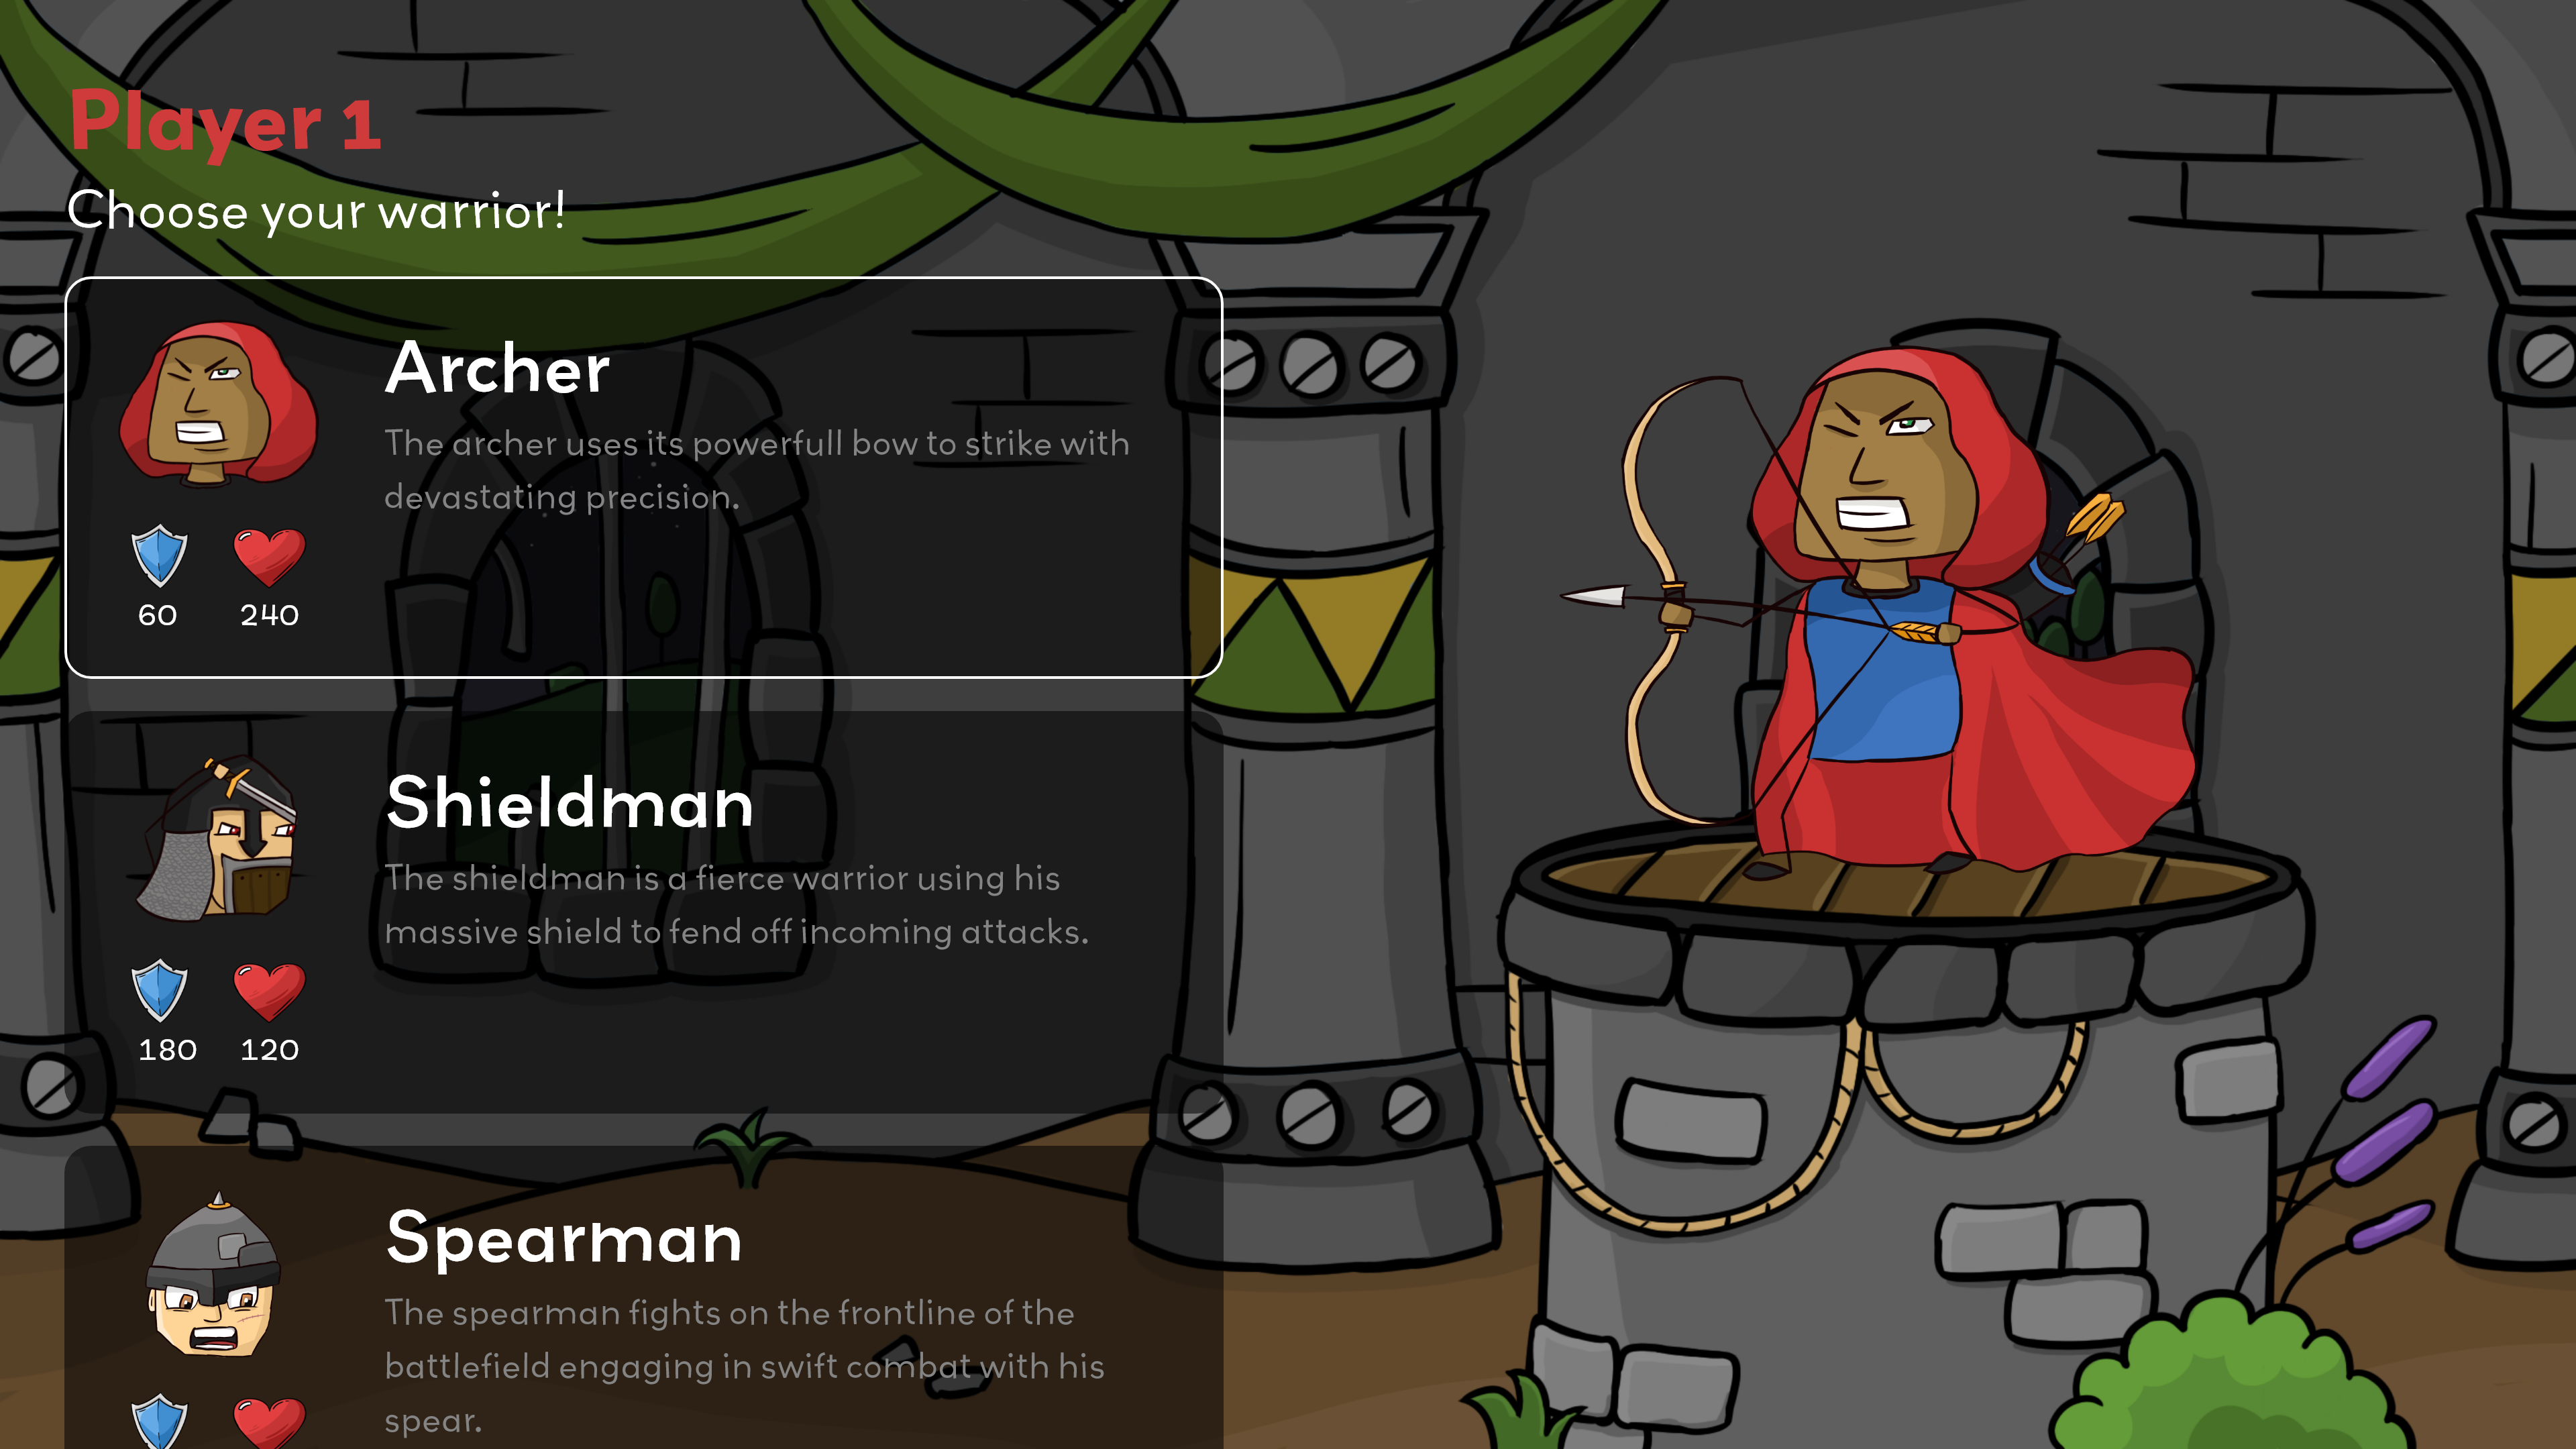 Player 1
Choose your warrior!
Archer
The archer uses its powerfull bow to strike with
devastating precision.
60 240
Shieldman
The shieldman is a fierce warrior using his
massive shield to fend off incoming attacks.
180 120
Spearman
The spearman fights on the frontline of the
battlefield engaging in swift combat with his
spear.